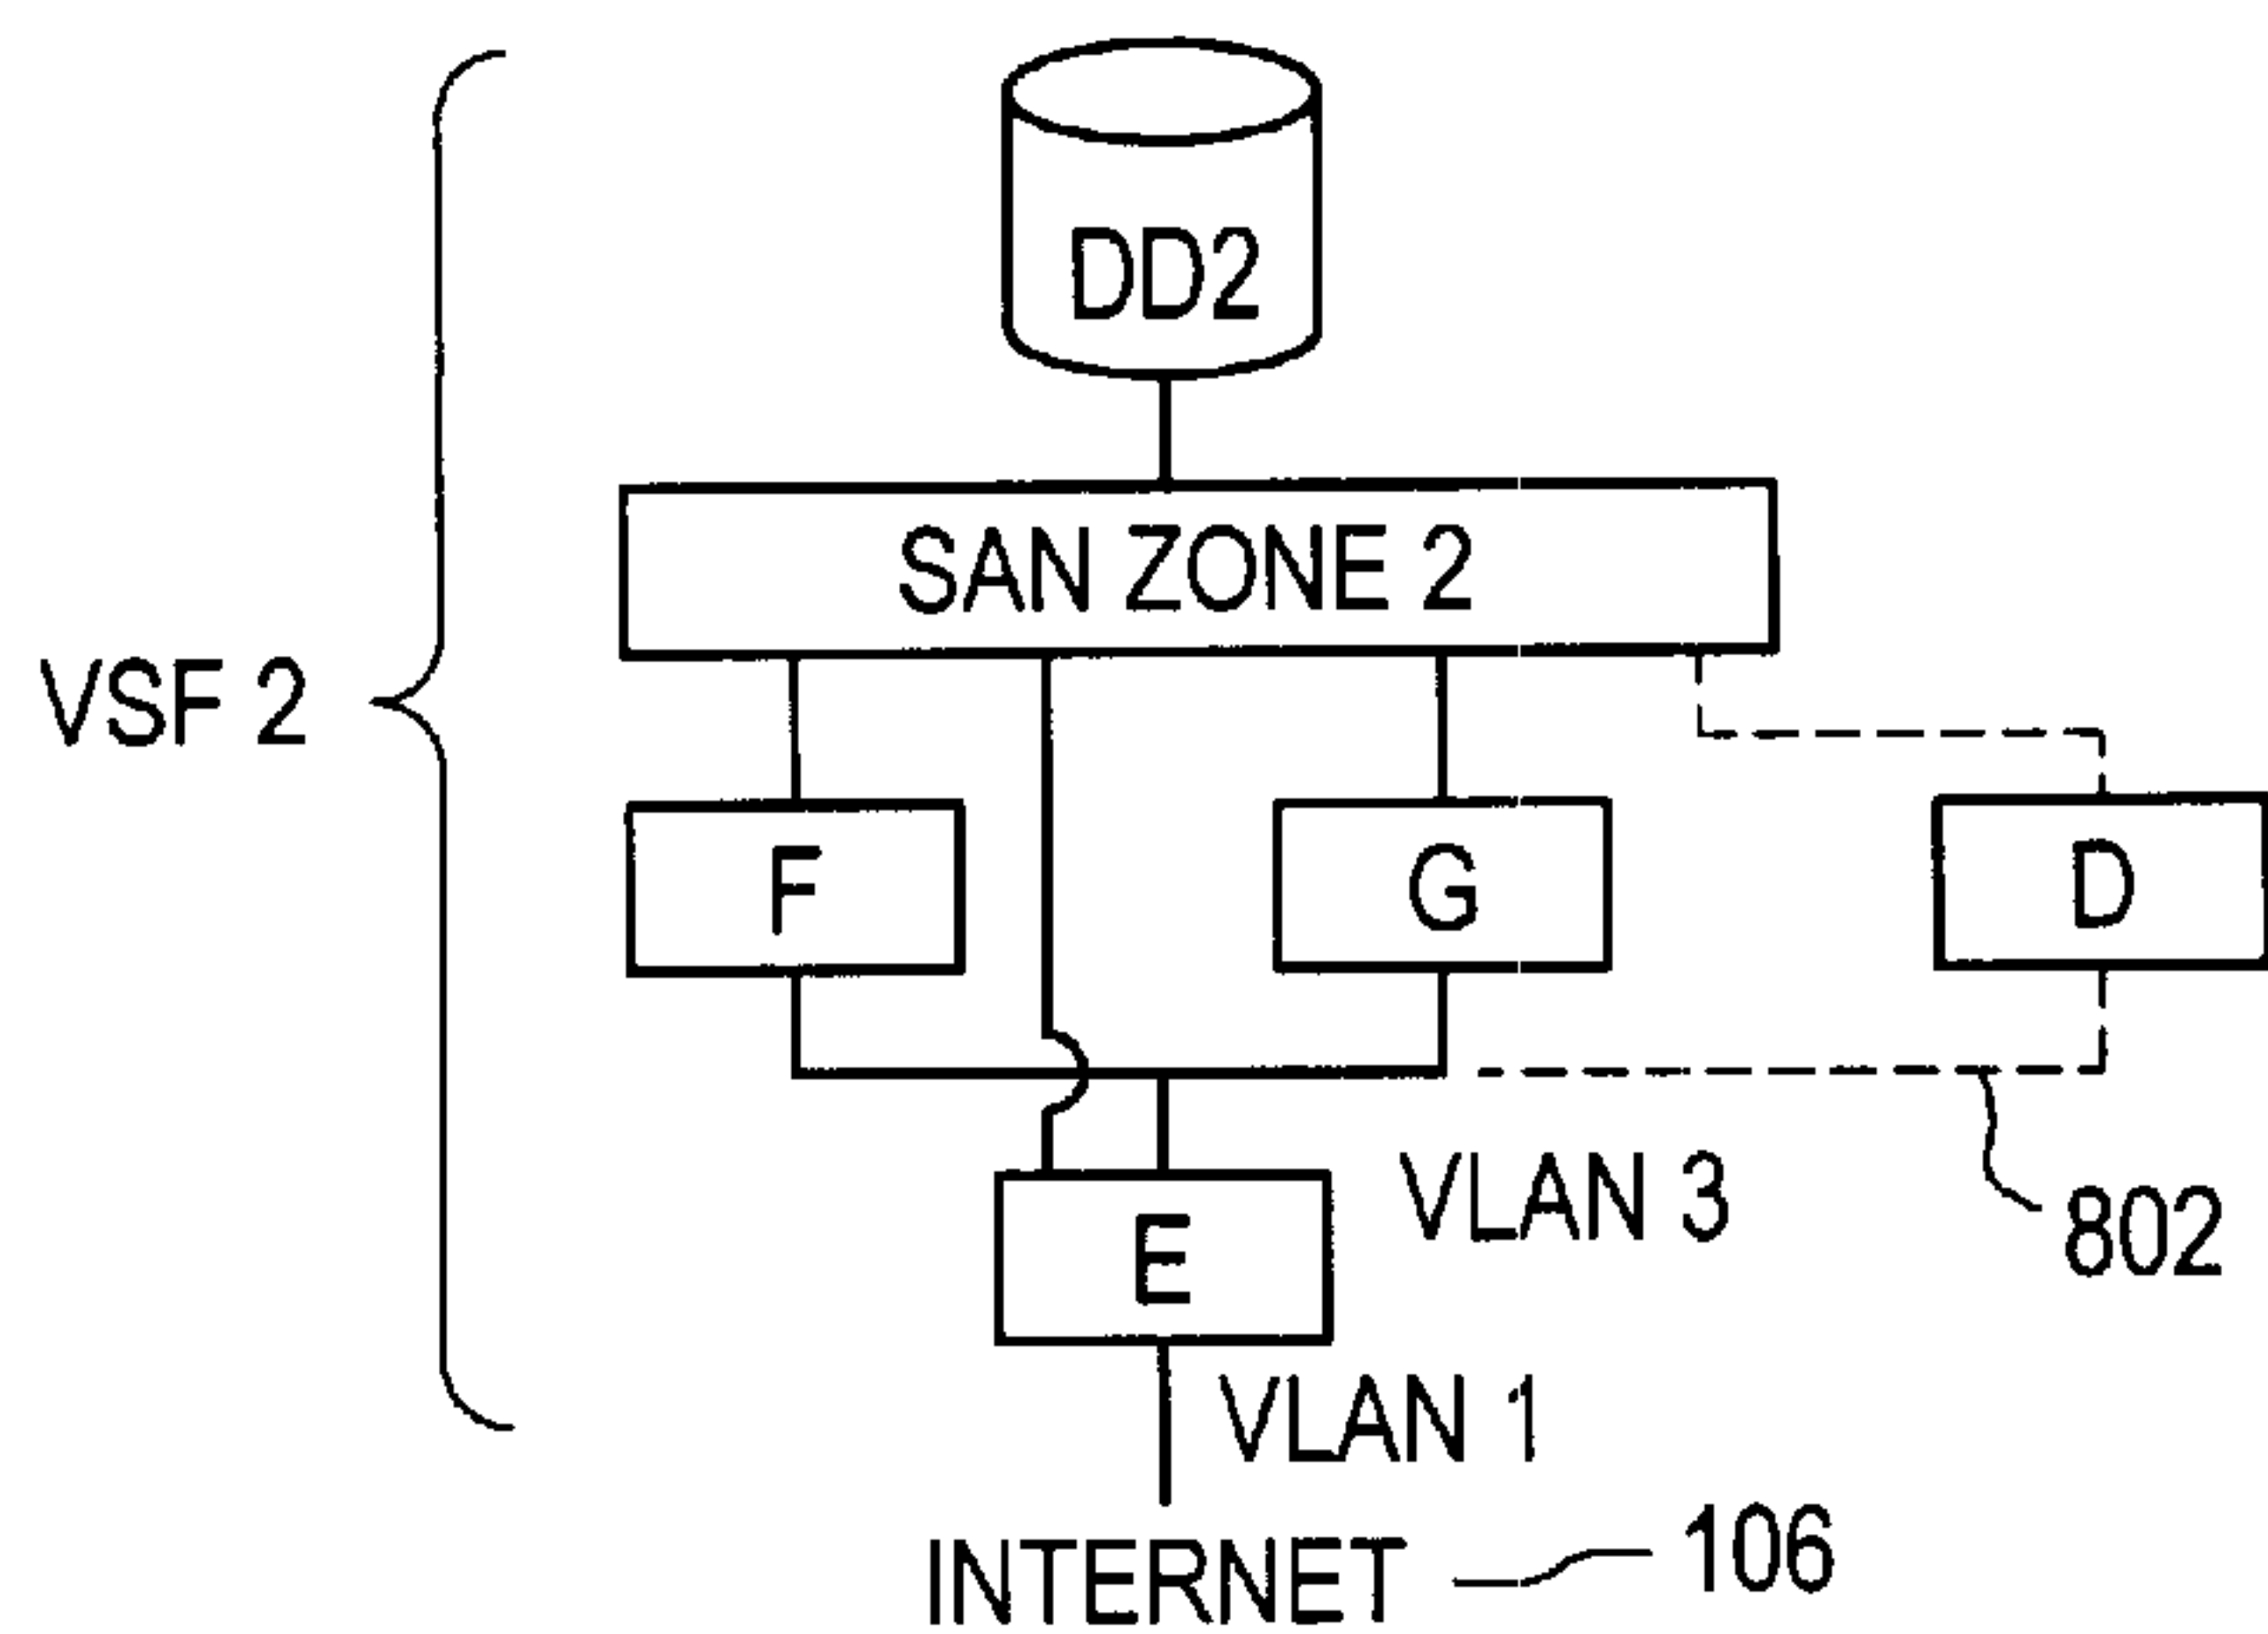 DD2
SAN ZONE 2
VSF 2
F
G
D
E
VLAN 3
802
VLAN 1
INTERNET
106